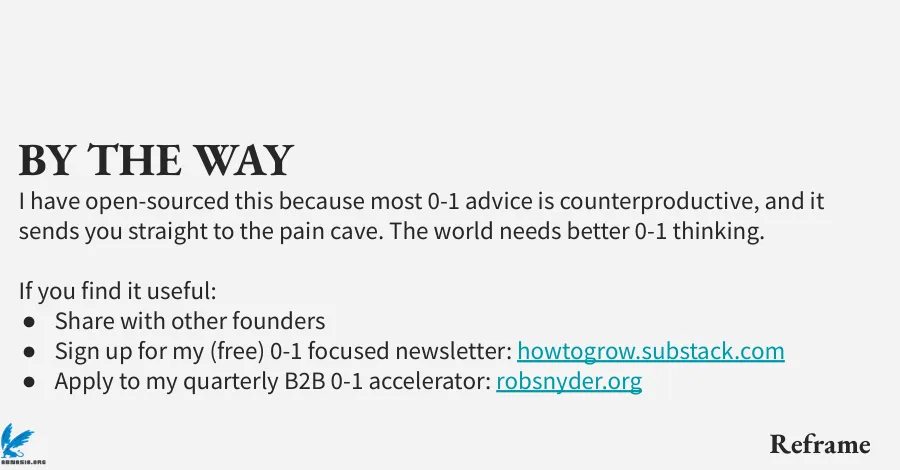 BY THE WAY
I have open-sourced this because most 0-1 advice is counterproductive, and it
sends you straight to the pain cave. The world needs better 0-1 thinking.
If you find it useful:
● Share with other founders
● Sign up for my (free) 0-1 focused newsletter: howtogrow.substack.com
● Apply to my quarterly B2B 0-1 accelerator: robsnyder.org
Reframe